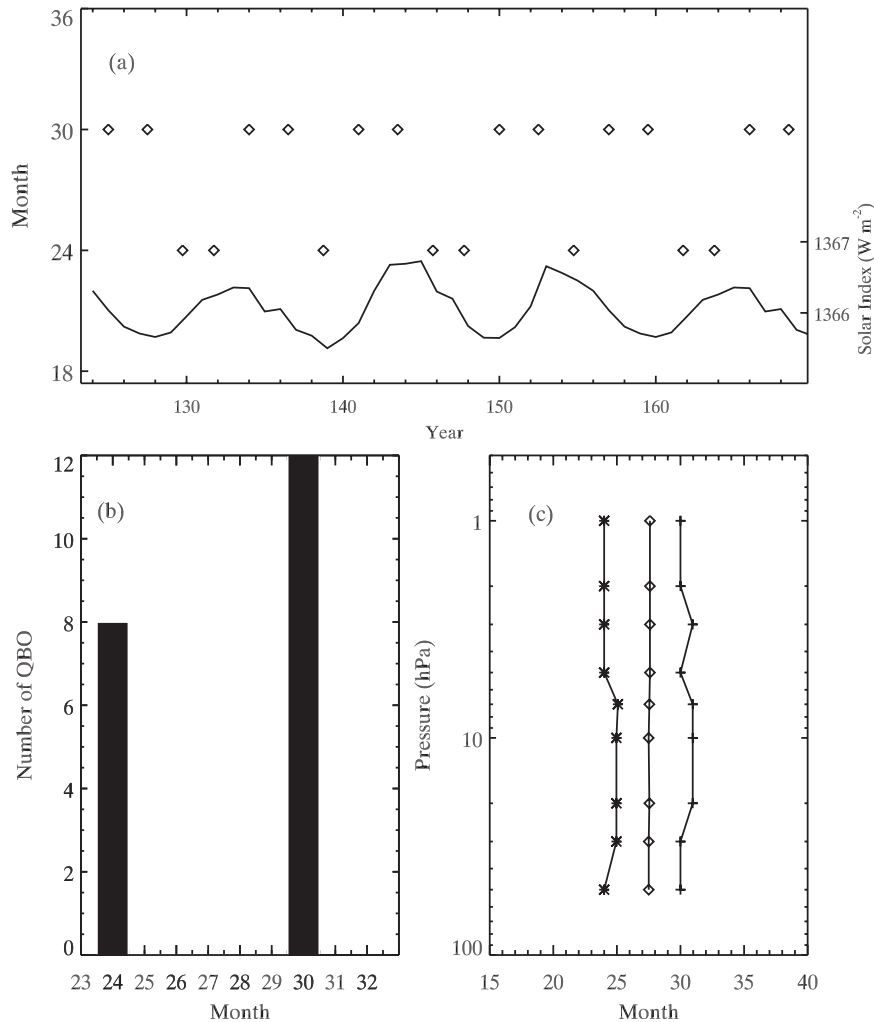 36
(a)
30
Month
24
18
1367
1366
Solar Index (W m-2)
130 140 150 160
Year
12
(b)
10
8
6
4
2
0
Number of QBO
23 24 25 26 27 28 29 30 31 32
Month
(c)
1
10
100
Pressure (hPa)
15 20 25 30 35 40
Month